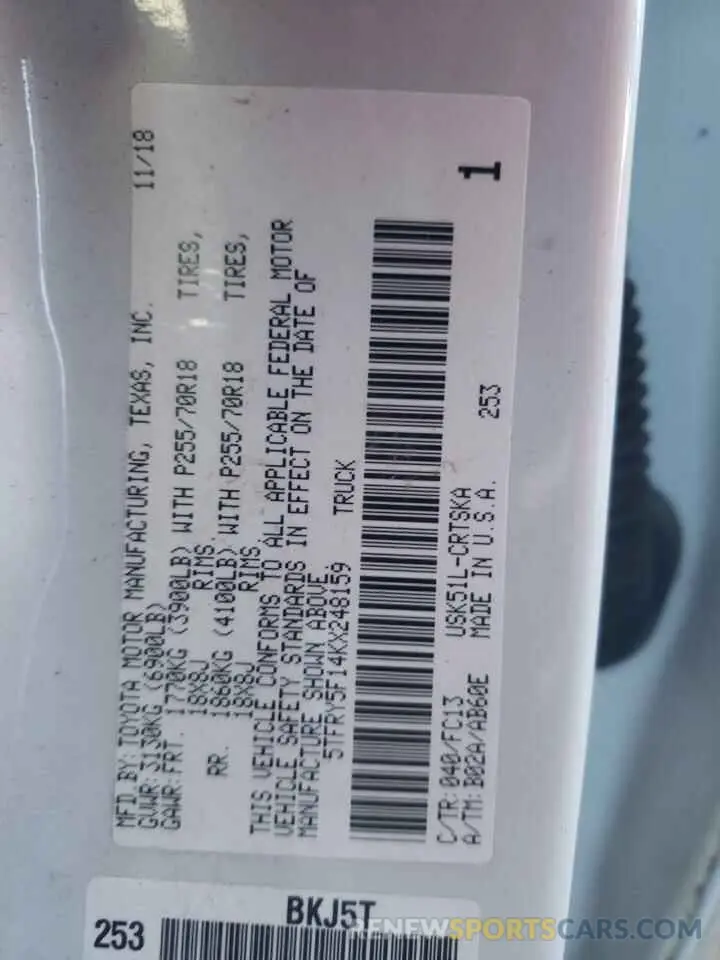 MFD.BY:TOYOTA MOTOR MANUFACTURING, TEXAS, INC. 11/18
GVWR:3130KG (6900LB)
GAWR:FRT. 1770KG (3900LB) WITH P255/70R18 TIRES,
18X8J RIMS
RR. 1860KG (4100LB) WITH P255/70R18 TIRES,
18X8J RIMS
THIS VEHICLE CONFORMS TO ALL APPLICABLE FEDERAL MOTOR
VEHICLE SAFETY STANDARDS IN EFFECT ON THE DATE OF
MANUFACTURE SHOWN ABOVE.
5TFRY5F14KX248159 TRUCK
C/TR:040/FC13 USK51L-CRTSKA
A/TM:B02A/AB60E MADE IN U.S.A. 253
1
BKJ5T
253
RENEWSPORTSCARS.COM